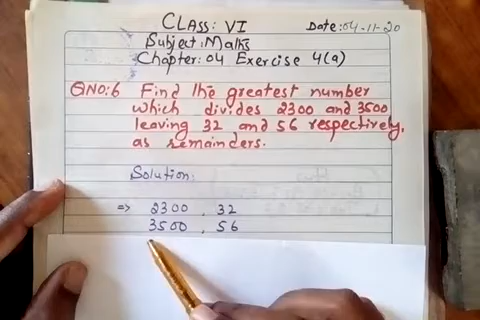 CLASS: VI
Date: 04-11-20
Subject: Maths
Chapter: 04 Exercise 4(a)
QNO:6 Find the greatest number
which divides 2300 and 3500
leaving 32 and 56 respectively,
as remainders.
Solution:
⇒ 2300 , 32
3500 , 56